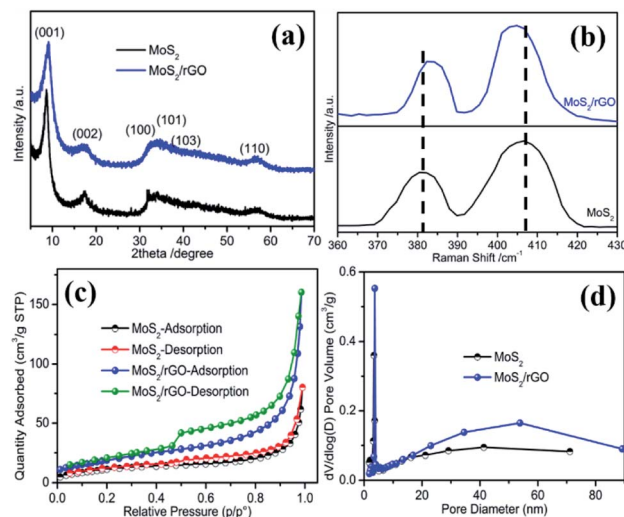 (a)
(001)
MoS₂
MoS₂/rGO
(002)
(100)
(101)
(103)
(110)
Intensity /a.u.
10 20 30 40 50 60 70
2theta /degree
(b)
MoS₂/rGO
MoS₂
Intensity /a.u.
360 370 380 390 400 410 420 430
Raman Shift /cm⁻¹
(c)
MoS₂-Adsorption
MoS₂-Desorption
MoS₂/rGO-Adsorption
MoS₂/rGO-Desorption
Quantity Adsorbed (cm³/g STP)
150
100
50
0
0.0 0.2 0.4 0.6 0.8 1.0
Relative Pressure (p/p°)
(d)
MoS₂
MoS₂/rGO
dV/dlog(D) Pore Volume (cm³/g)
0.6
0.4
0.2
0.0
0 20 40 60 80
Pore Diameter (nm)